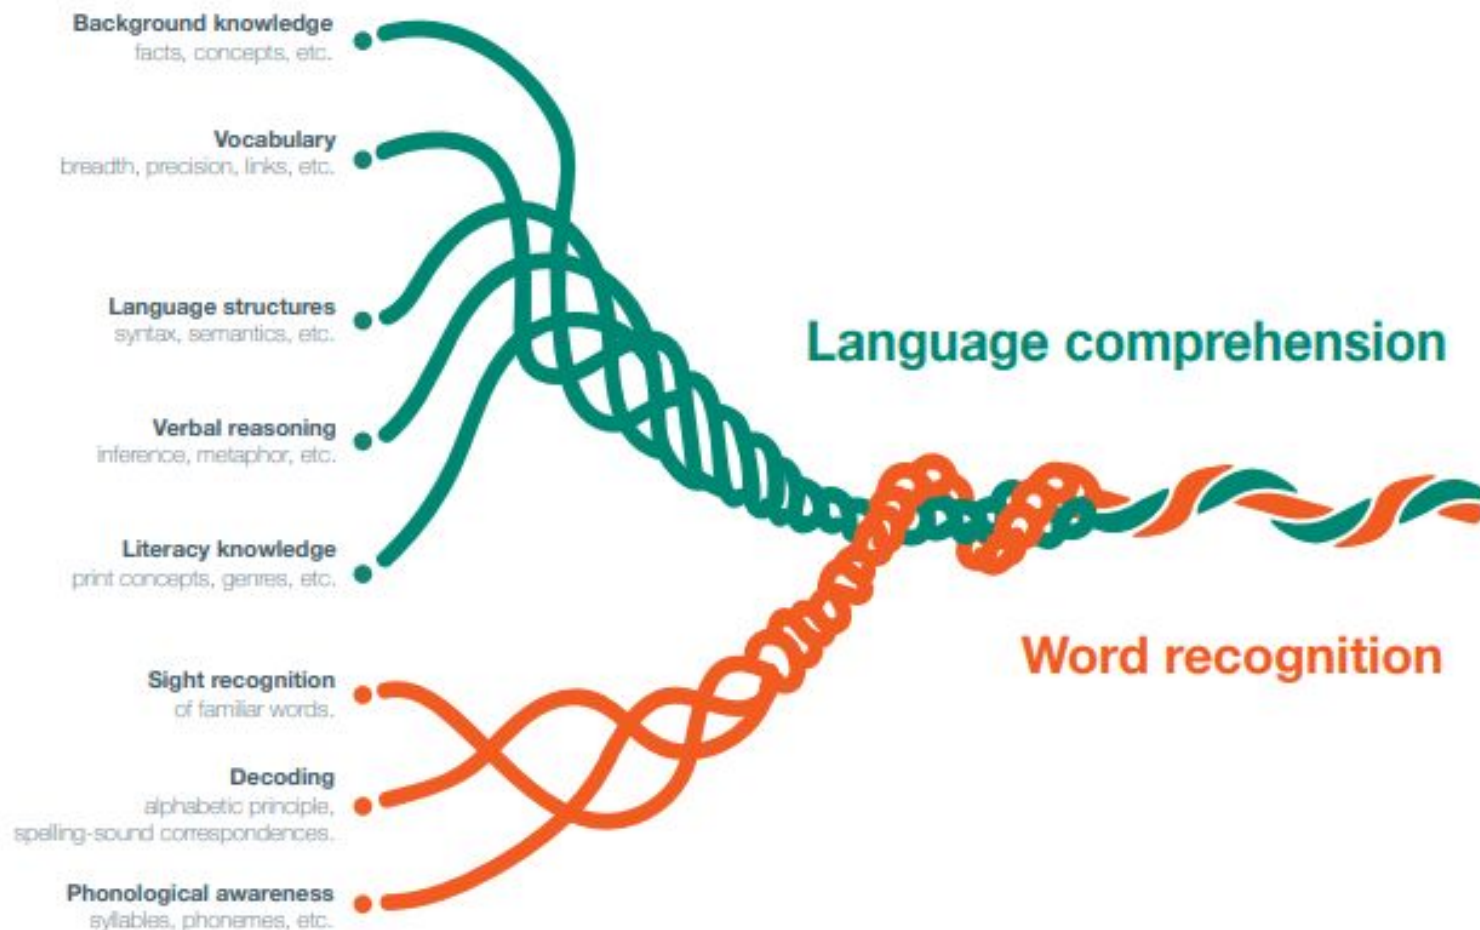 Background knowledge
facts, concepts, etc.
Vocabulary
breadth, precision, links, etc.
Language structures
syntax, semantics, etc.
Verbal reasoning
inference, metaphor, etc.
Literacy knowledge
print concepts, genres, etc.
Language comprehension
Word recognition
Sight recognition
of familiar words.
Decoding
alphabetic principle,
spelling-sound correspondences.
Phonological awareness
syllables, phonemes, etc.